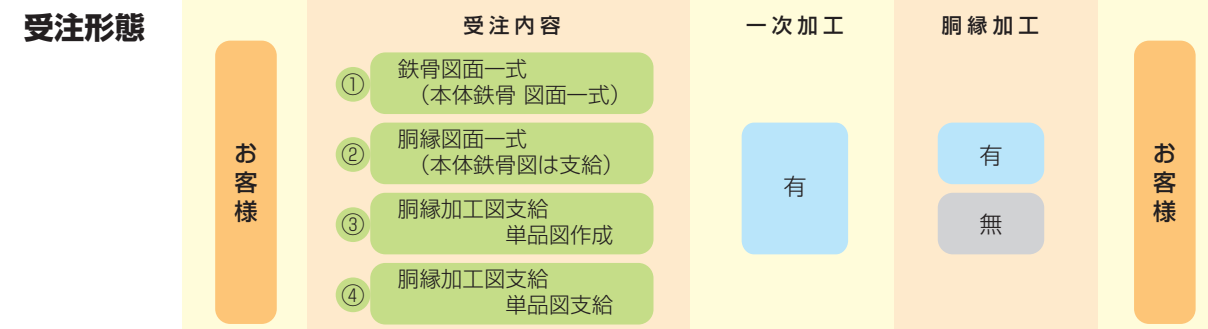 受注形態
受注内容
一次加工
胴縁加工
お客様
①
鉄骨図面一式
（本体鉄骨 図面一式）
②
胴縁図面一式
（本体鉄骨図は支給）
③
胴縁加工図支給
単品図作成
④
胴縁加工図支給
単品図支給
有
有
無
お客様